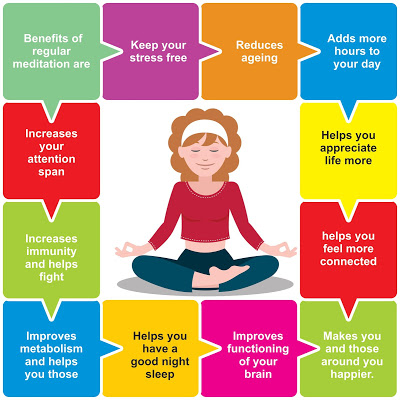 Benefits of
regular
meditation are
Keep your
stress free
Reduces
ageing
Adds more
hours to
your day
Helps you
appreciate
life more
helps you
feel more
connected
Makes you
and those
around you
happier.
Improves
functioning
of your
brain
Helps you
have a
good night
sleep
Improves
metabolism
and helps
you those
Increases
immunity
and helps
fight
Increases
your
attention
span